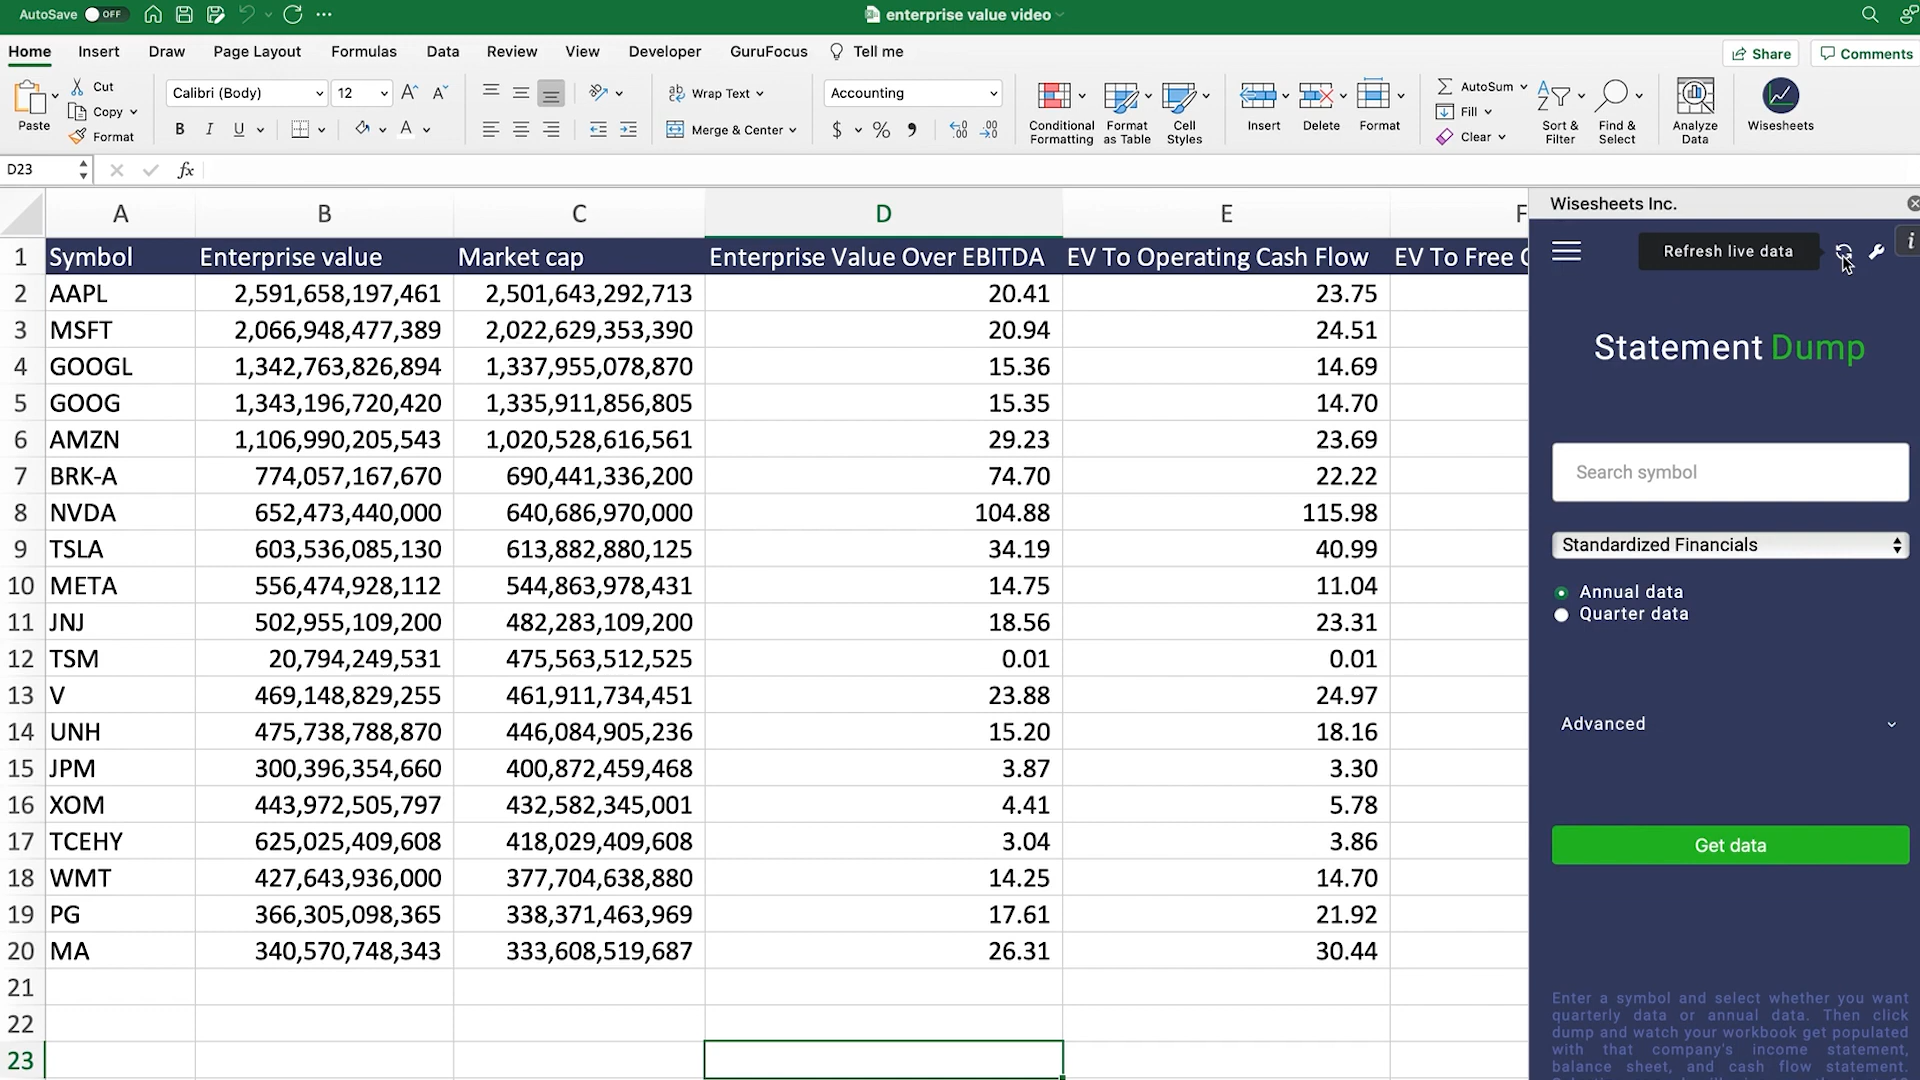 AutoSave OFF enterprise value video
Home Insert Draw Page Layout Formulas Data Review View Developer GuruFocus Tell me Share Comments
Paste Cut Copy Format
Calibri (Body) 12
B I U
Wrap Text
Merge & Center
Accounting
$ %
Conditional Formatting
Format as Table
Cell Styles
Insert Delete Format
AutoSum
Fill
Clear
Sort & Filter
Find & Select
Analyze Data
Wisesheets
D23 fx
A B C D E F
1 Symbol Enterprise value Market cap Enterprise Value Over EBITDA EV To Operating Cash Flow EV To Free
2 AAPL 2,591,658,197,461 2,501,643,292,713 20.41 23.75
3 MSFT 2,066,948,477,389 2,022,629,353,390 20.94 24.51
4 GOOGL 1,342,763,826,894 1,337,955,078,870 15.36 14.69
5 GOOG 1,343,196,720,420 1,335,911,856,805 15.35 14.70
6 AMZN 1,106,990,205,543 1,020,528,616,561 29.23 23.69
7 BRK-A 774,057,167,670 690,441,336,200 74.70 22.22
8 NVDA 652,473,440,000 640,686,970,000 104.88 115.98
9 TSLA 603,536,085,130 613,882,880,125 34.19 40.99
10 META 556,474,928,112 544,863,978,431 14.75 11.04
11 JNJ 502,955,109,200 482,283,109,200 18.56 23.31
12 TSM 20,794,249,531 475,563,512,525 0.01 0.01
13 V 469,148,829,255 461,911,734,451 23.88 24.97
14 UNH 475,738,788,870 446,084,905,236 15.20 18.16
15 JPM 300,396,354,660 400,872,459,468 3.87 3.30
16 XOM 443,972,505,797 432,582,345,001 4.41 5.78
17 TCEHY 625,025,409,608 418,029,409,608 3.04 3.86
18 WMT 427,643,936,000 377,704,638,880 14.25 14.70
19 PG 366,305,098,365 338,371,463,969 17.61 21.92
20 MA 340,570,748,343 333,608,519,687 26.31 30.44
21
22
23
Wisesheets Inc.
Refresh live data
Statement Dump
Search symbol
Standardized Financials
Annual data
Quarter data
Advanced
Get data
Enter a symbol and select whether you want
quarterly data or annual data. Then click
dump and watch your workbook get populated
with that company's income statement,
balance sheet, and cash flow statement.